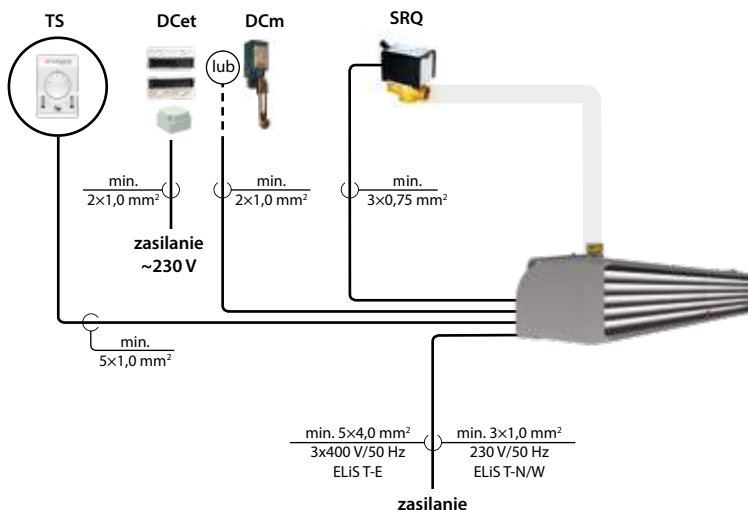 TS
DCet
DCm
SRQ
lub
min.
2×1,0 mm²
min.
2×1,0 mm²
min.
3×0,75 mm²
zasilanie
~230 V
min.
5×1,0 mm²
min. 5×4,0 mm²
3x400 V/50 Hz
ELiS T-E
min. 3×1,0 mm²
230 V/50 Hz
ELiS T-N/W
zasilanie